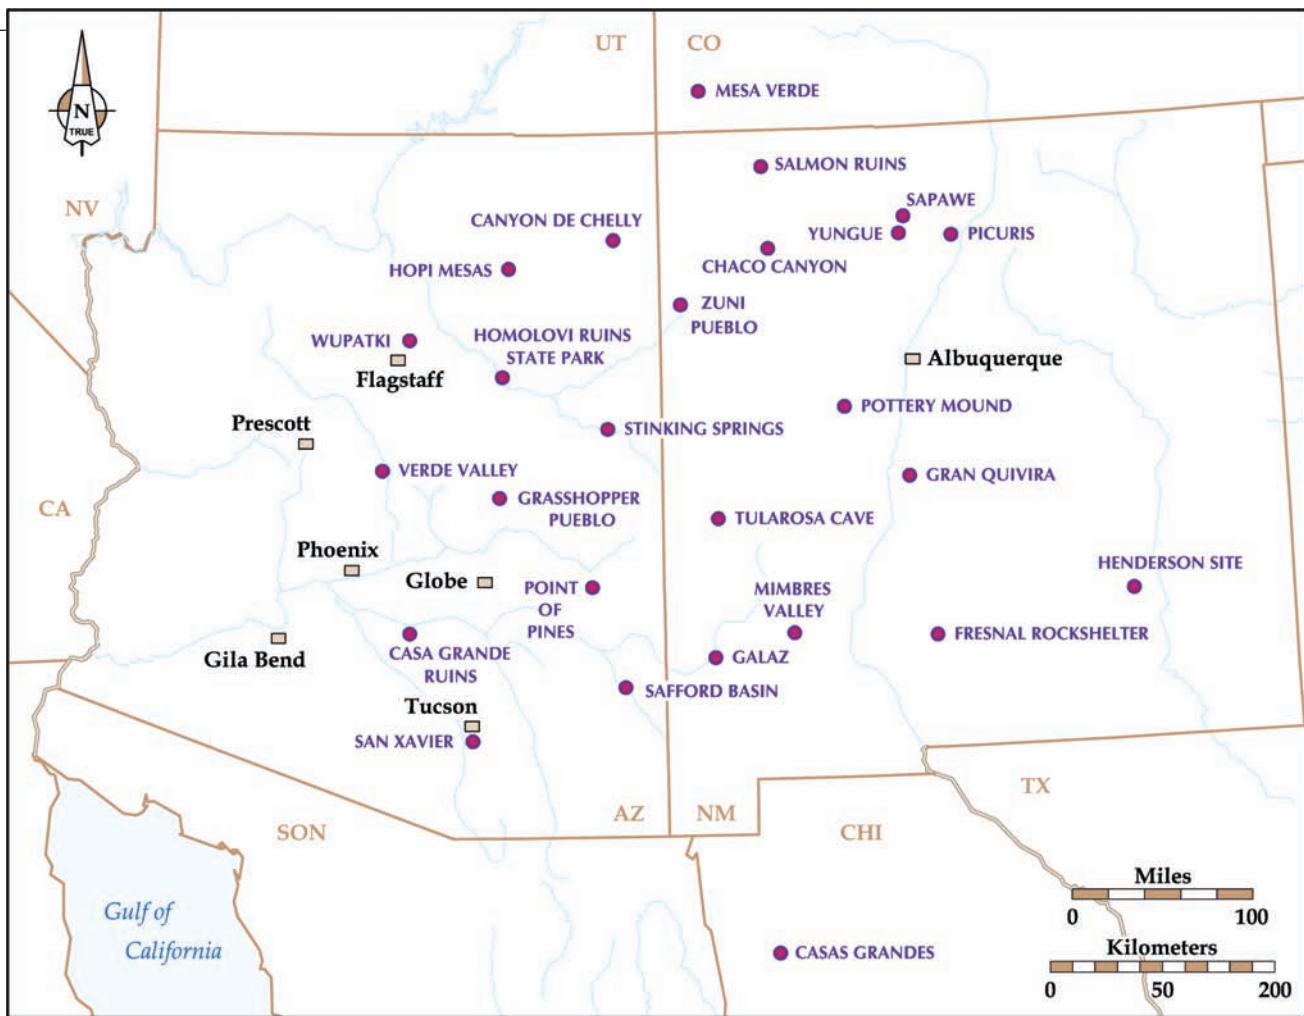 UT
CO
MESA VERDE
N
TRUE
SALMON RUINS
NV
SAPAWE
CANYON DE CHELLY
YUNGUE
PICURIS
CHACO CANYON
HOPI MESAS
ZUNI
PUEBLO
WUPATKI
HOMOLOVI RUINS
STATE PARK
Albuquerque
Flagstaff
POTTERY MOUND
Prescott
STINKING SPRINGS
VERDE VALLEY
GRAN QUIVIRA
GRASSHOPPER
PUEBLO
CA
TULAROSA CAVE
Phoenix
HENDERSON SITE
Globe
POINT
OF
PINES
MIMBRES
VALLEY
FRESNAL ROCKSHELTER
Gila Bend
CASA GRANDE
RUINS
GALAZ
SAFFORD BASIN
Tucson
SAN XAVIER
TX
AZ
NM
SON
CHI
Miles
0 100
Gulf of
California
CASAS GRANDES
Kilometers
0 50 200